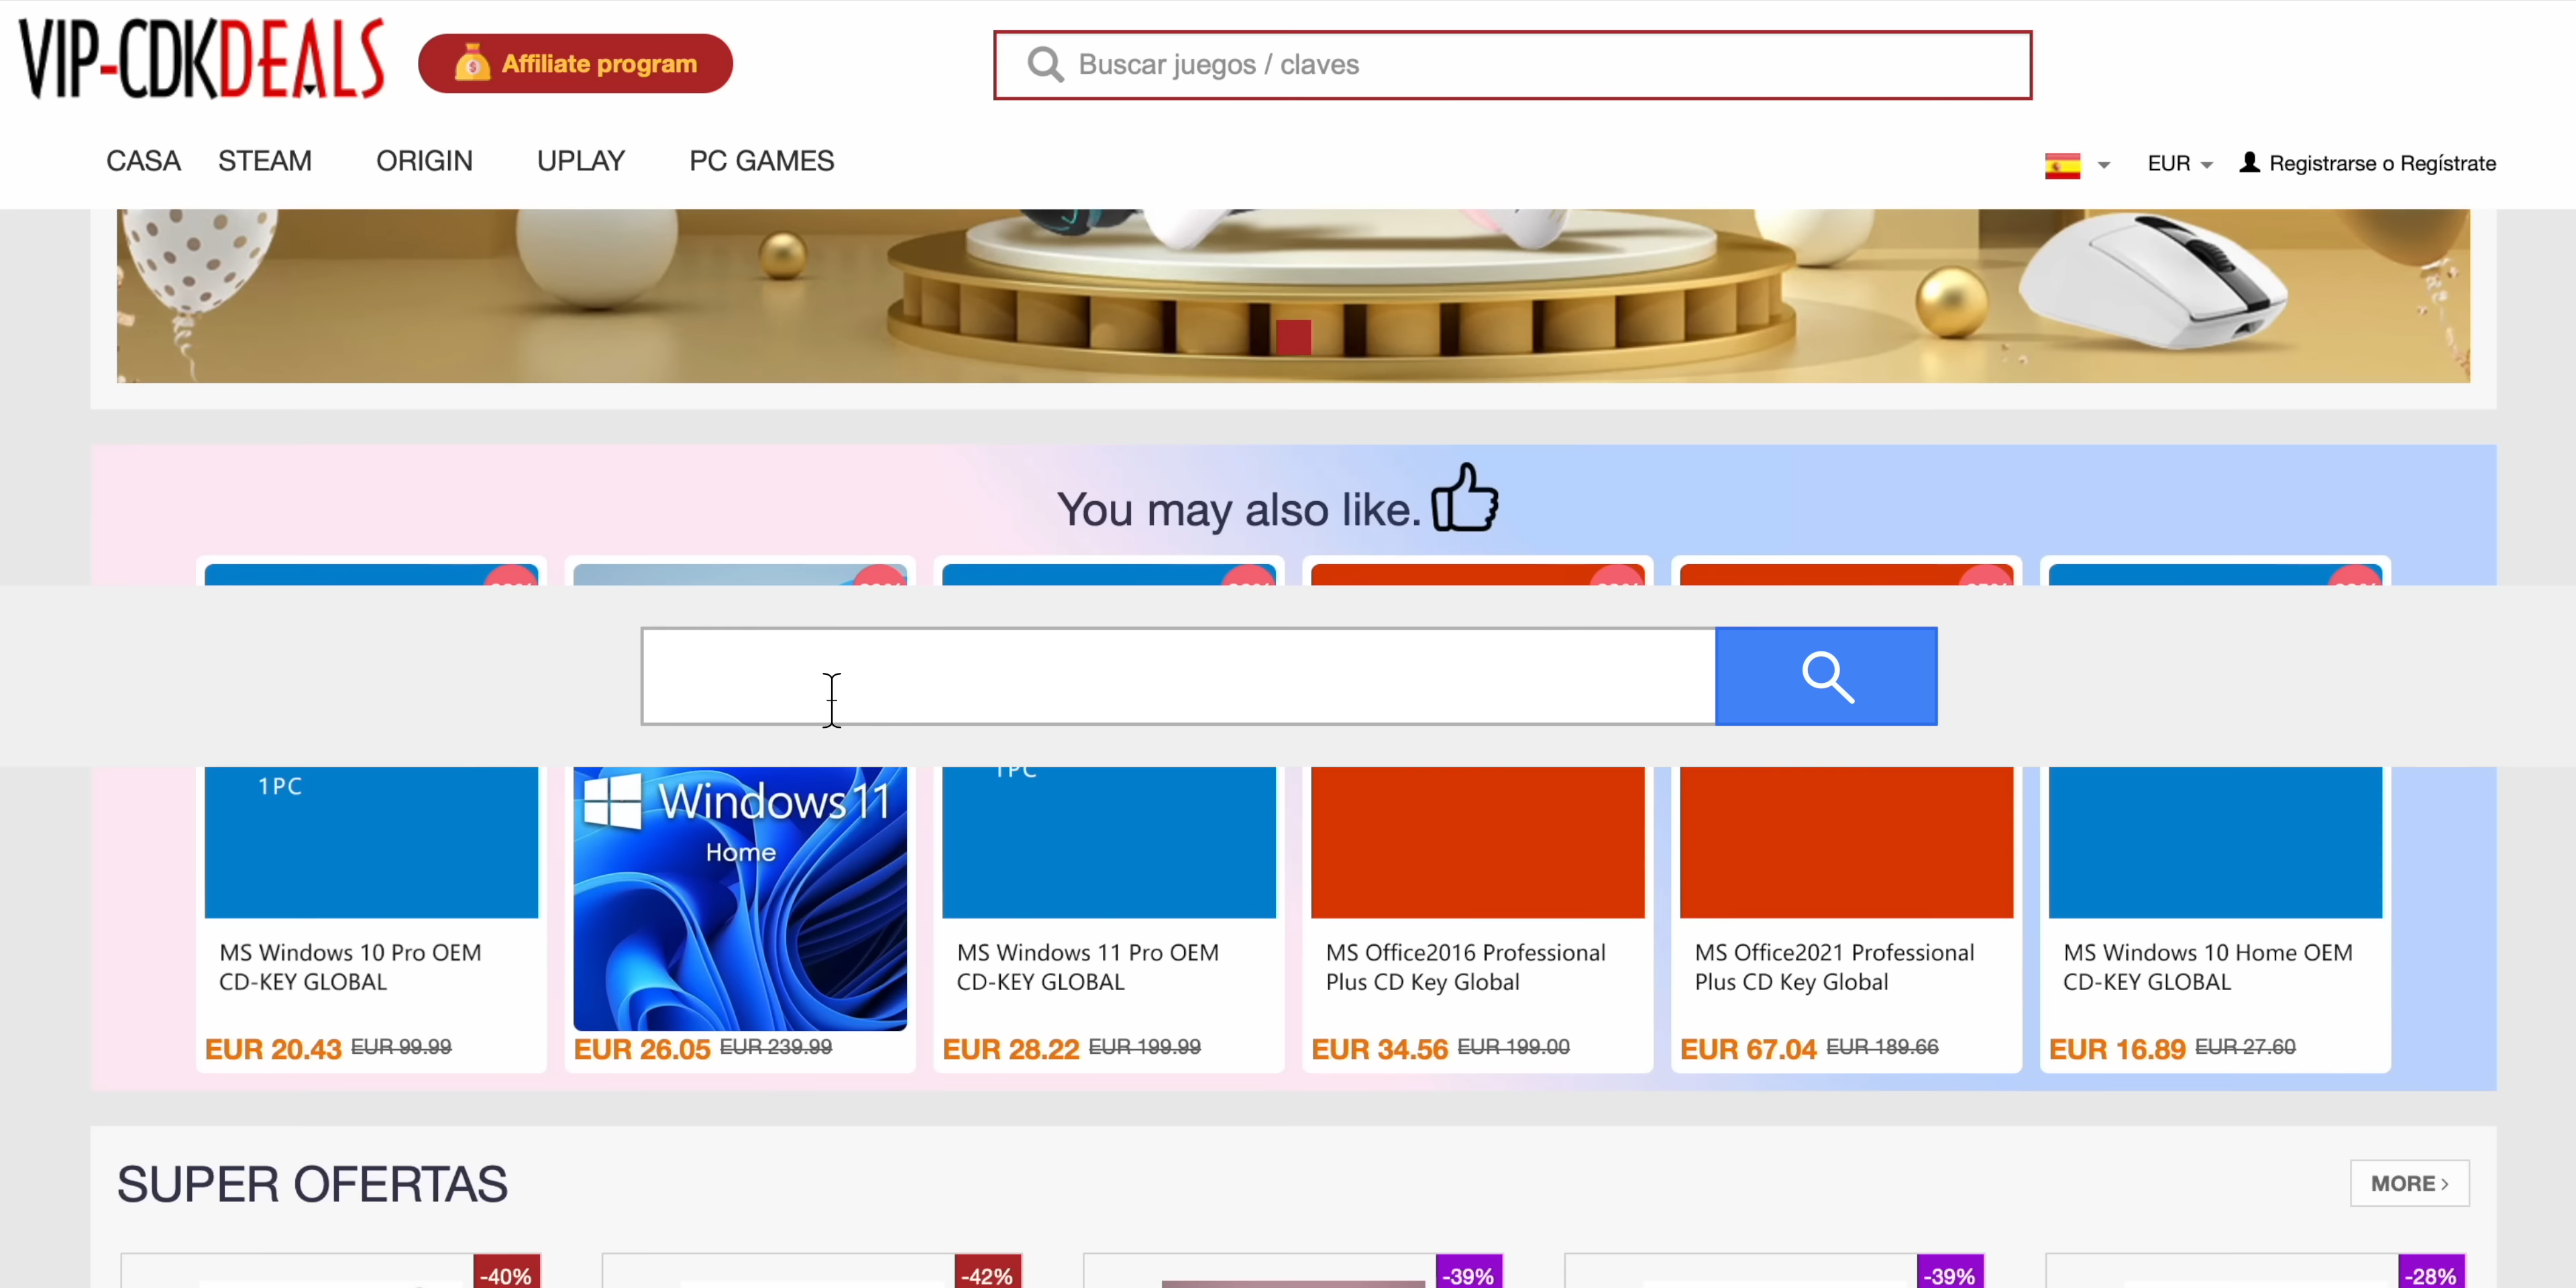 VIP-CDKDEALS
Affiliate program
Buscar juegos / claves
CASA STEAM ORIGIN UPLAY PC GAMES
EUR Registrarse o Regístrate
You may also like.
1PC
Windows 11
Home
1PC
MS Windows 10 Pro OEM
CD-KEY GLOBAL
EUR 20.43 EUR 99.99
EUR 26.05 EUR 239.99
MS Windows 11 Pro OEM
CD-KEY GLOBAL
EUR 28.22 EUR 199.99
MS Office2016 Professional
Plus CD Key Global
EUR 34.56 EUR 199.00
MS Office2021 Professional
Plus CD Key Global
EUR 67.04 EUR 189.66
MS Windows 10 Home OEM
CD-KEY GLOBAL
EUR 16.89 EUR 27.60
SUPER OFERTAS
MORE >
-40%
-42%
-39%
-39%
-28%